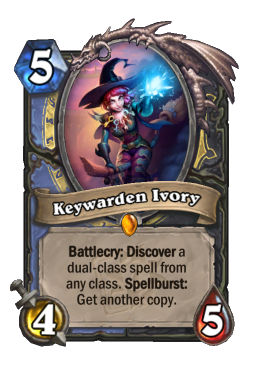 5
Keywarden Ivory
Battlecry: Discover a
dual-class spell from
any class. Spellburst:
Get another copy.
4
5